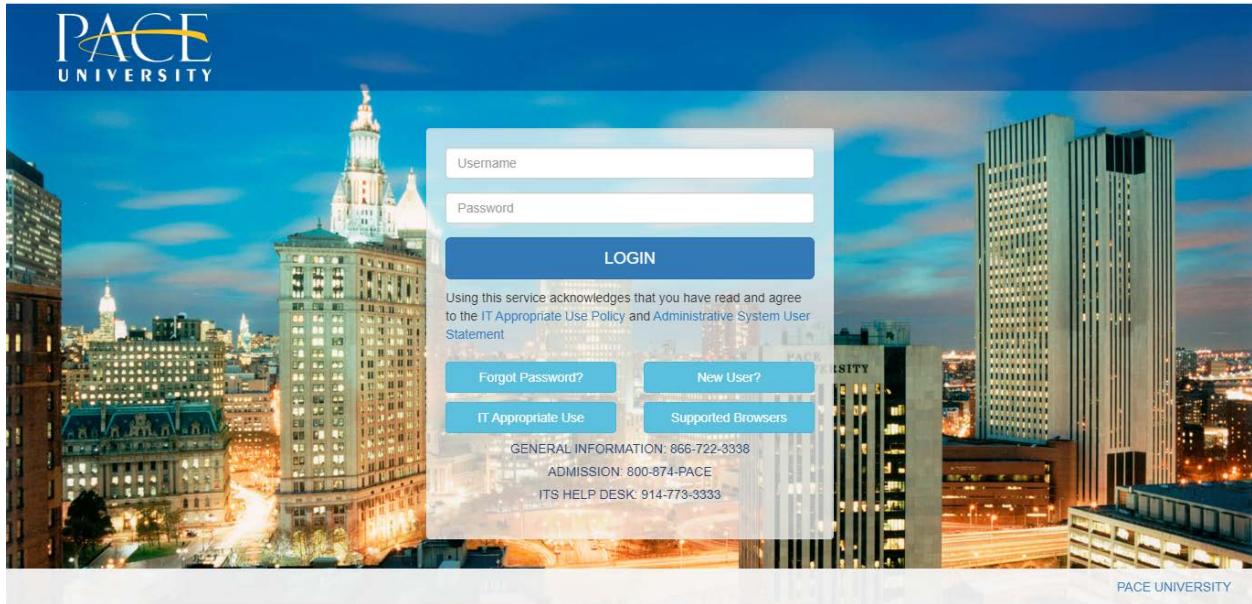 PACE
UNIVERSITY
Username
Password
LOGIN
Using this service acknowledges that you have read and agree
to the IT Appropriate Use Policy and Administrative System User
Statement
PACE
UNIVERSITY
Forgot Password?
New User?
IT Appropriate Use
Supported Browsers
GENERAL INFORMATION: 866-722-3338
ADMISSION: 800-874-PACE
ITS HELP DESK: 914-773-3333
PACE UNIVERSITY